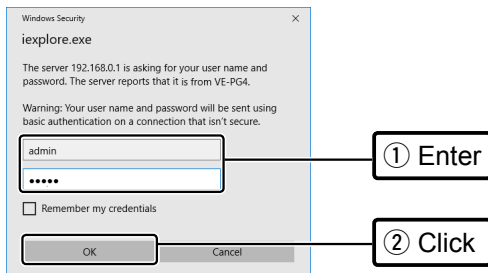 Windows Security
iexplore.exe
The server 192.168.0.1 is asking for your user name and
password. The server reports that it is from VE-PG4.
Warning: Your user name and password will be sent using
basic authentication on a connection that isn't secure.
admin
•••••
① Enter
Remember my credentials
OK
Cancel
② Click